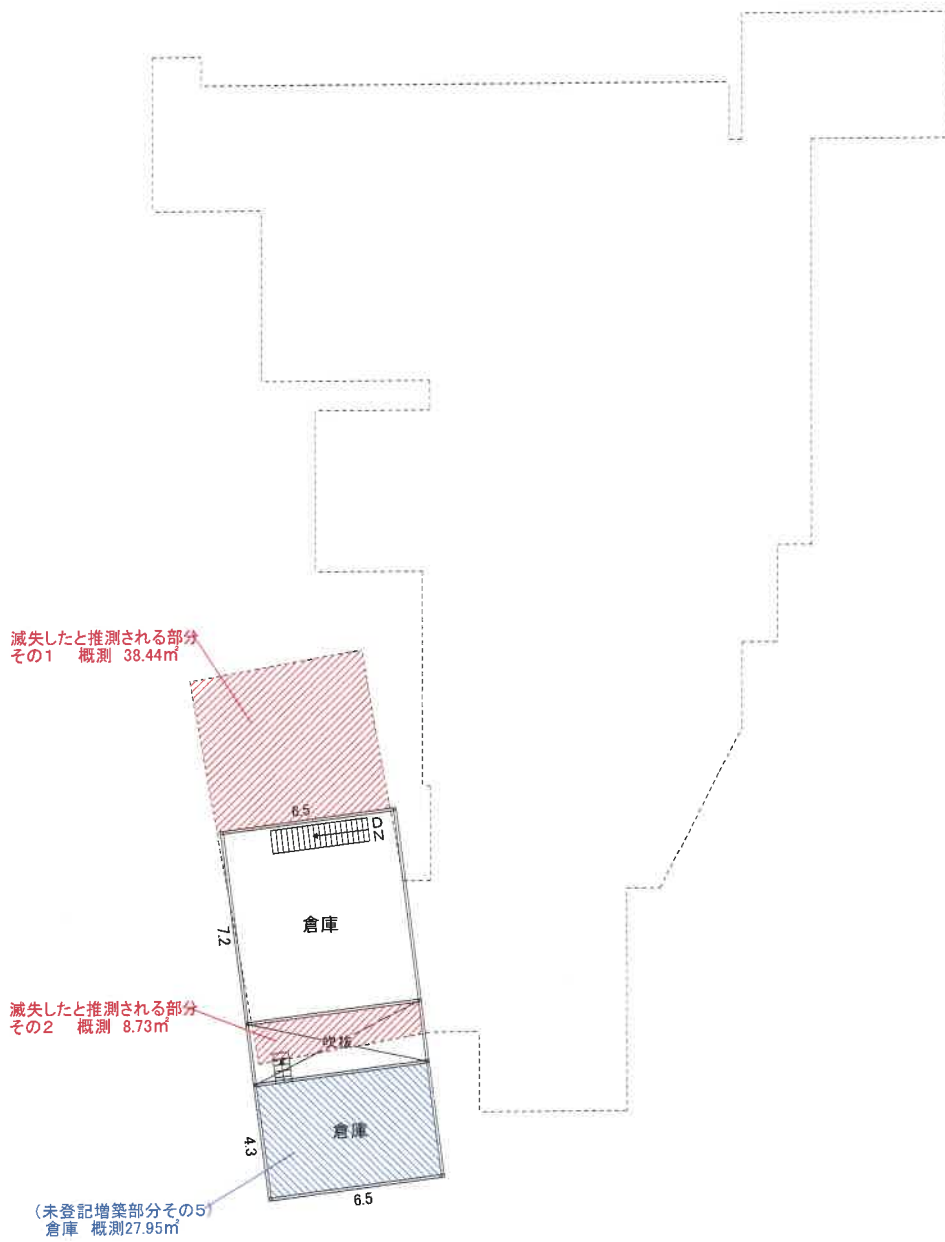 滅失したと推測される部分
その1 概測 38.44㎡
6.5
DN
倉庫
7.2
滅失したと推測される部分
その2 概測 8.73㎡
吹抜
倉庫
4.3
6.5
(未登記増築部分その5)
倉庫 概測27.95㎡